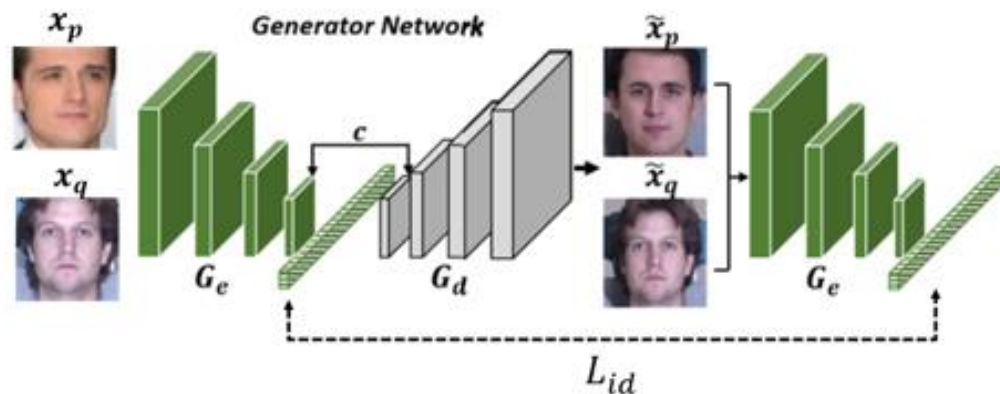 x_p
Generator Network
x̃_p
c
x_q
x̃_q
G_e
G_d
G_e
L_id